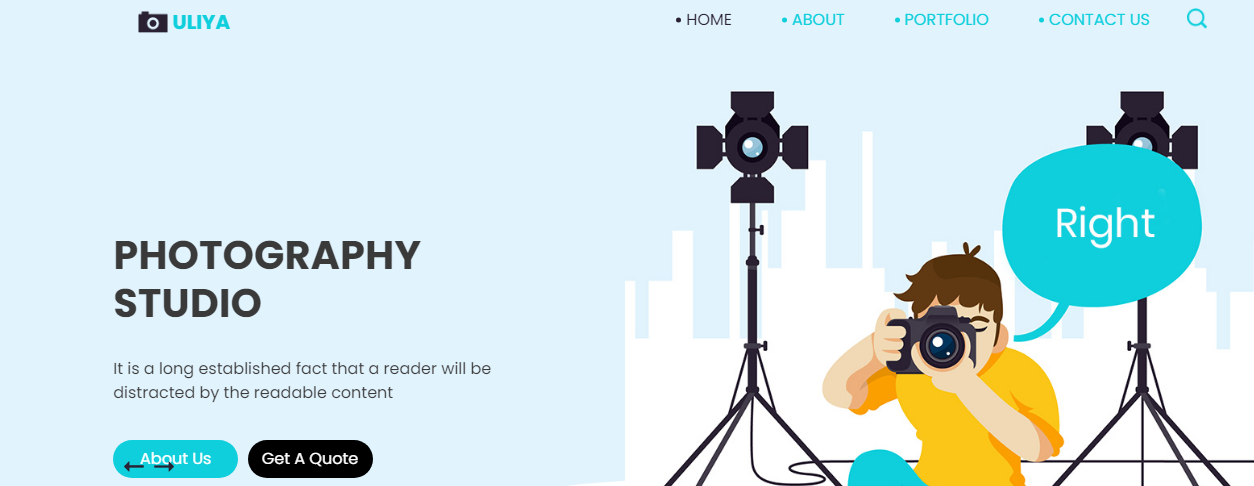 ULIYA
HOME
ABOUT
PORTFOLIO
CONTACT US
Right
PHOTOGRAPHY
STUDIO
It is a long established fact that a reader will be
distracted by the readable content
About Us
Get A Quote